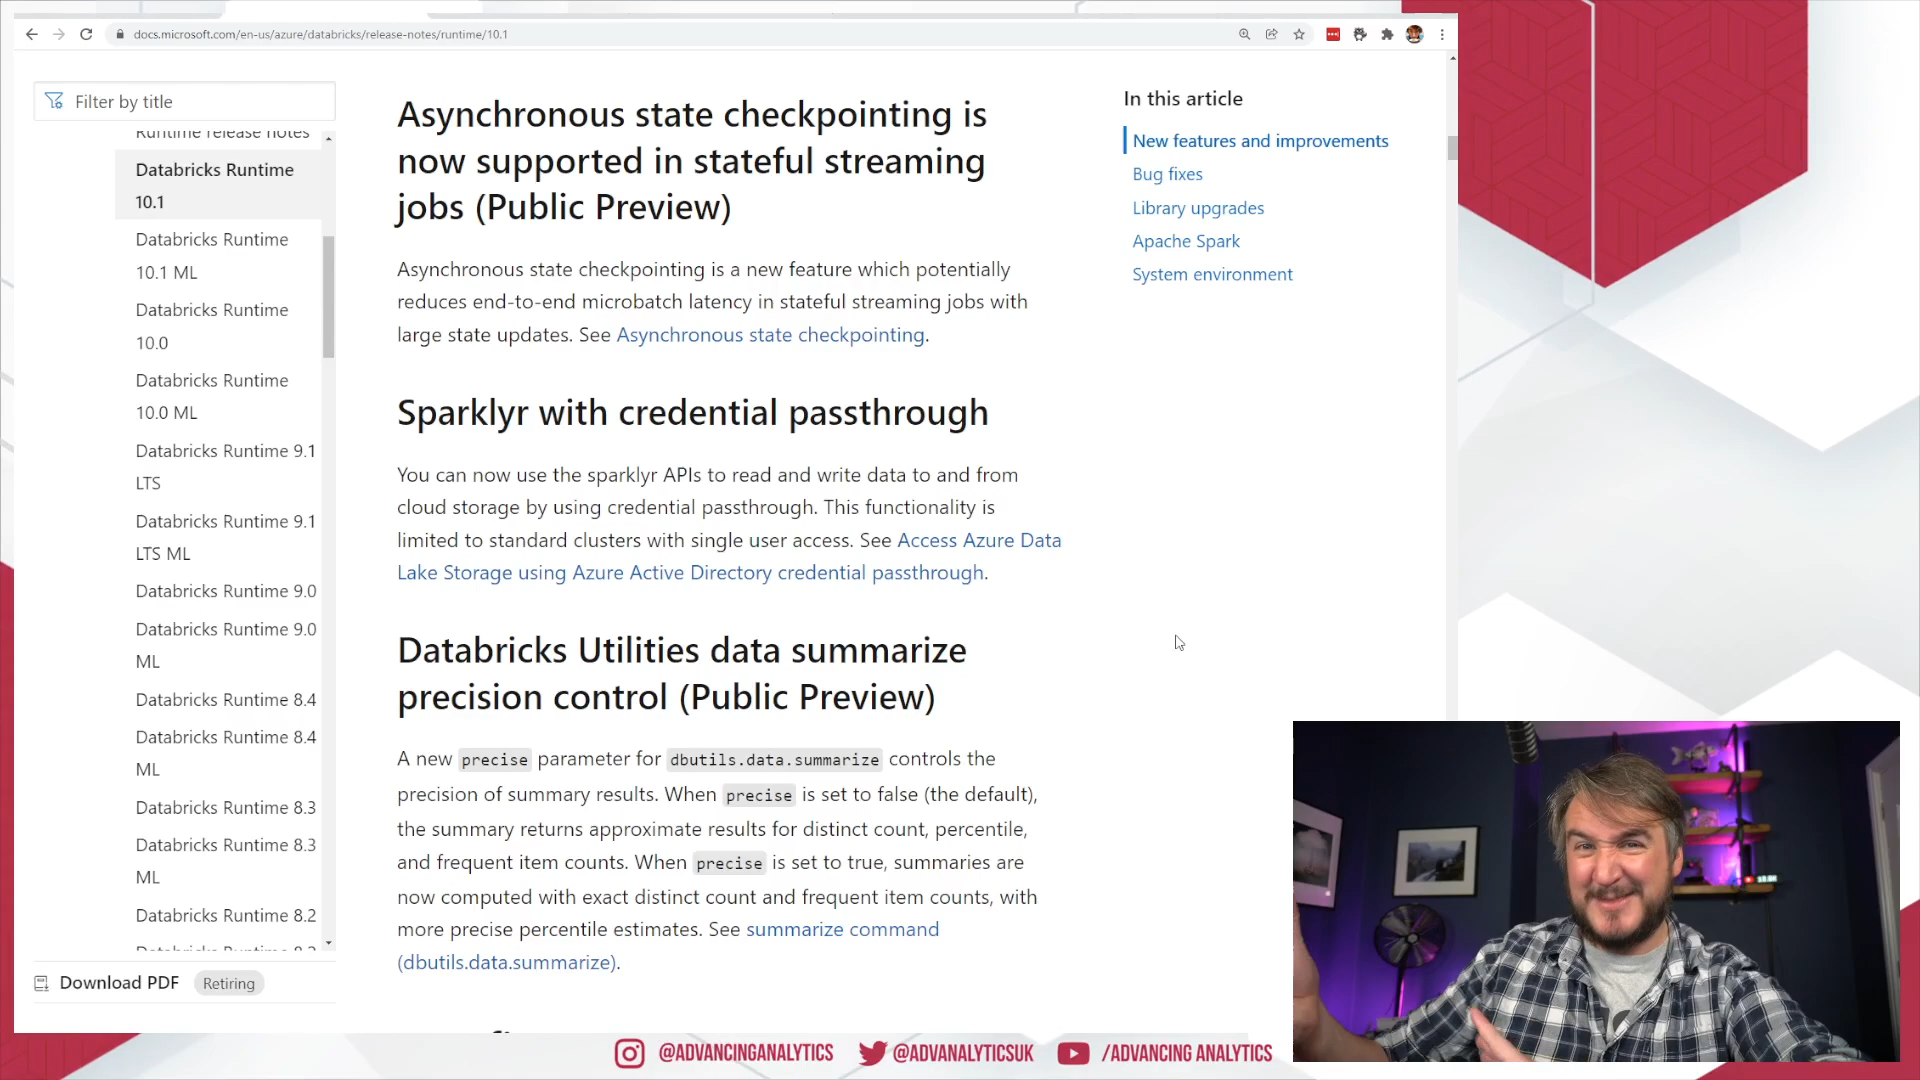 docs.microsoft.com/en-us/azure/databricks/release-notes/runtime/10.1
Filter by title
Runtime release notes
Databricks Runtime
10.1
Databricks Runtime
10.1 ML
Databricks Runtime
10.0
Databricks Runtime
10.0 ML
Databricks Runtime 9.1
LTS
Databricks Runtime 9.1
LTS ML
Databricks Runtime 9.0
Databricks Runtime 9.0
ML
Databricks Runtime 8.4
Databricks Runtime 8.4
ML
Databricks Runtime 8.3
Databricks Runtime 8.3
ML
Databricks Runtime 8.2
Download PDF
Retiring
Asynchronous state checkpointing is
now supported in stateful streaming
jobs (Public Preview)
Asynchronous state checkpointing is a new feature which potentially
reduces end-to-end microbatch latency in stateful streaming jobs with
large state updates. See Asynchronous state checkpointing.
Sparklyr with credential passthrough
You can now use the sparklyr APIs to read and write data to and from
cloud storage by using credential passthrough. This functionality is
limited to standard clusters with single user access. See Access Azure Data
Lake Storage using Azure Active Directory credential passthrough.
Databricks Utilities data summarize
precision control (Public Preview)
A new precise parameter for dbutils.data.summarize controls the
precision of summary results. When precise is set to false (the default),
the summary returns approximate results for distinct count, percentile,
and frequent item counts. When precise is set to true, summaries are
now computed with exact distinct count and frequent item counts, with
more precise percentile estimates. See summarize command
(dbutils.data.summarize).
In this article
New features and improvements
Bug fixes
Library upgrades
Apache Spark
System environment
@ADVANCINGANALYTICS
@ADVANALYTICSUK
/ADVANCING ANALYTICS